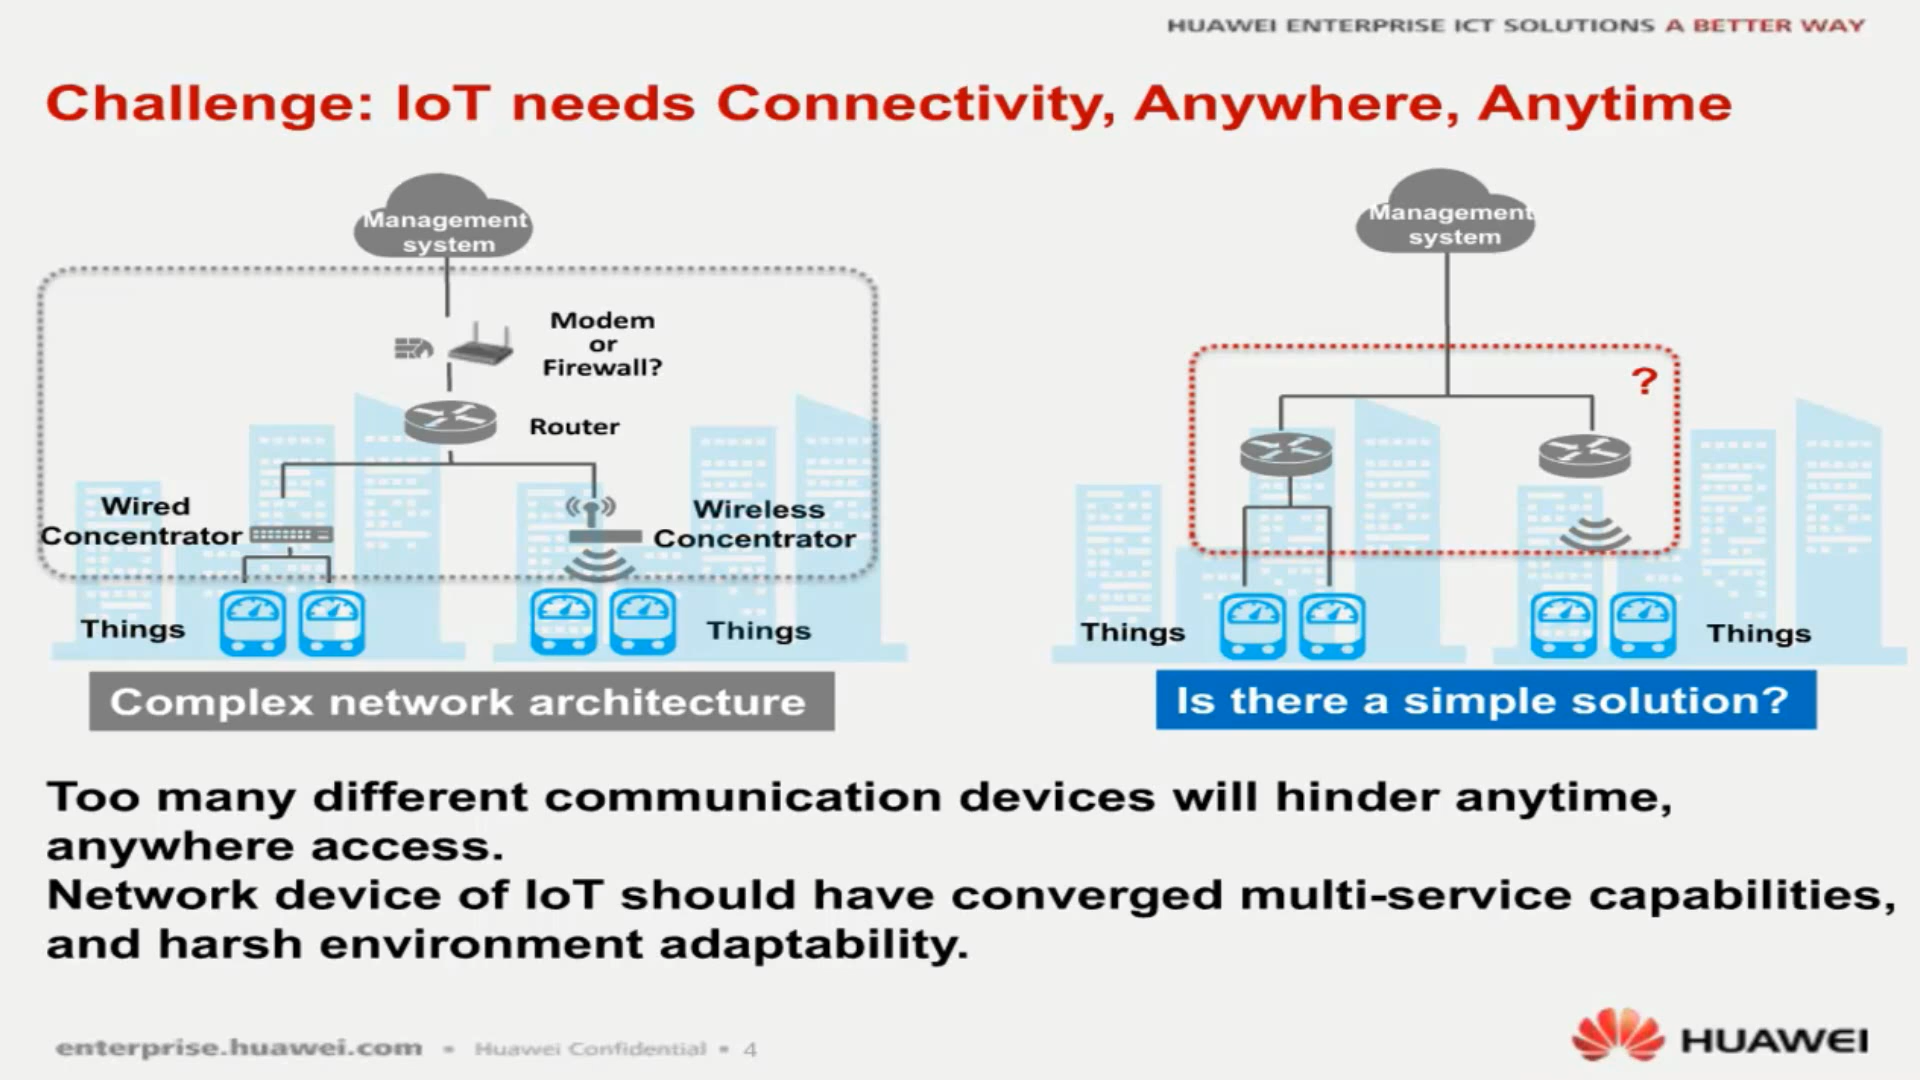 HUAWEI ENTERPRISE ICT SOLUTIONS A BETTER WAY
Challenge: IoT needs Connectivity, Anywhere, Anytime
Management
system
Modem
or
Firewall?
Router
Wired
Concentrator
Wireless
Concentrator
Things
Things
Complex network architecture
Management
system
?
Things
Things
Is there a simple solution?
Too many different communication devices will hinder anytime,
anywhere access.
Network device of IoT should have converged multi-service capabilities,
and harsh environment adaptability.
enterprise.huawei.com • Huawei Confidential • 4
HUAWEI